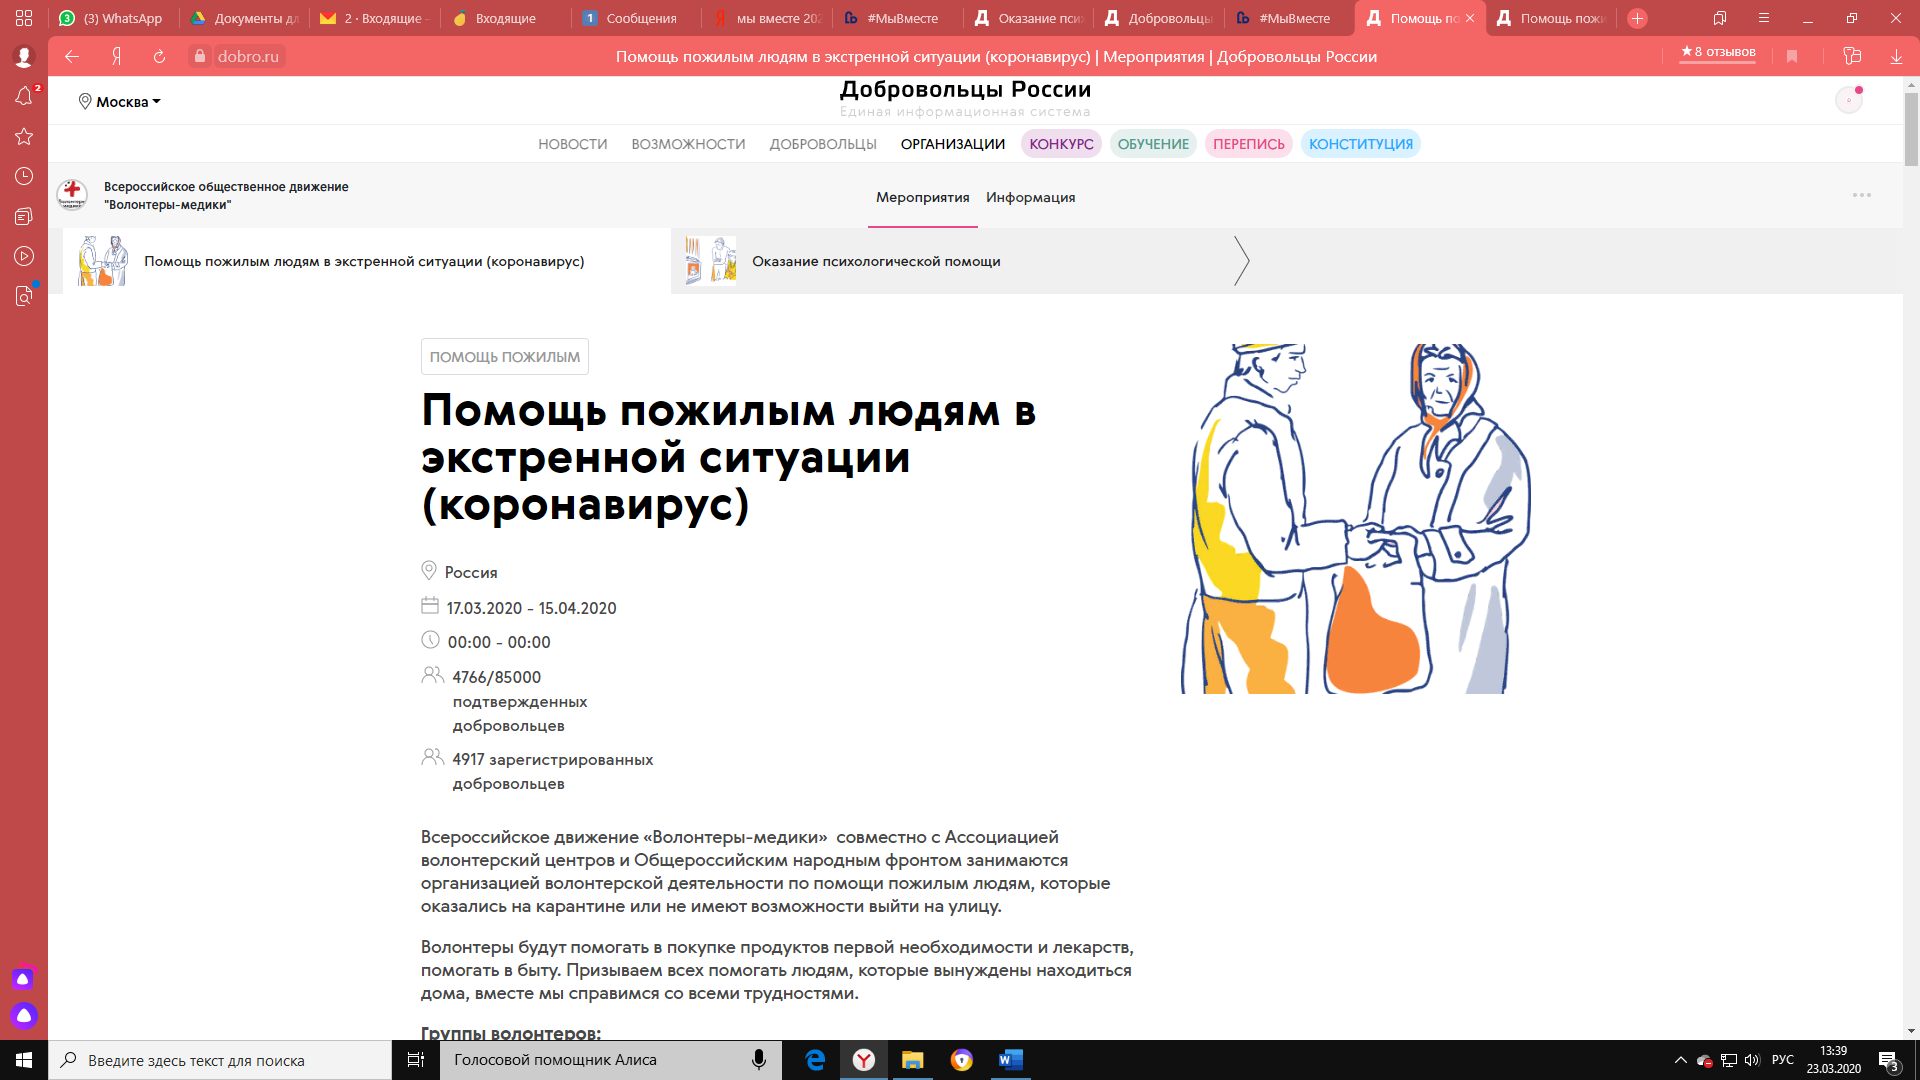 (3) WhatsApp
Документы дл
2 · Входящие -
Входящие
1 Сообщения
мы вместе 202
#МыВместе
Оказание псих
Добровольцы
#МыВместе
Помощь по
Помощь пожи
dobro.ru
Помощь пожилым людям в экстренной ситуации (коронавирус) | Мероприятия | Добровольцы России
★8 отзывов
2
Москва
Добровольцы России
Единая информационная система
НОВОСТИ ВОЗМОЖНОСТИ ДОБРОВОЛЬЦЫ ОРГАНИЗАЦИИ КОНКУРС ОБУЧЕНИЕ ПЕРЕПИСЬ КОНСТИТУЦИЯ
Всероссийское общественное движение
"Волонтеры-медики"
Мероприятия Информация
Помощь пожилым людям в экстренной ситуации (коронавирус)
Оказание психологической помощи
ПОМОЩЬ ПОЖИЛЫМ
Помощь пожилым людям в
экстренной ситуации
(коронавирус)
Россия
17.03.2020 - 15.04.2020
00:00 - 00:00
4766/85000
подтвержденных
добровольцев
4917 зарегистрированных
добровольцев
Всероссийское движение «Волонтеры-медики» совместно с Ассоциацией
волонтерский центров и Общероссийским народным фронтом занимаются
организацией волонтерской деятельности по помощи пожилым людям, которые
оказались на карантине или не имеют возможности выйти на улицу.
Волонтеры будут помогать в покупке продуктов первой необходимости и лекарств,
помогать в быту. Призываем всех помогать людям, которые вынуждены находиться
дома, вместе мы справимся со всеми трудностями.
Группы волонтеров:
Введите здесь текст для поиска
Голосовой помощник Алиса
РУС
13:39
23.03.2020
3